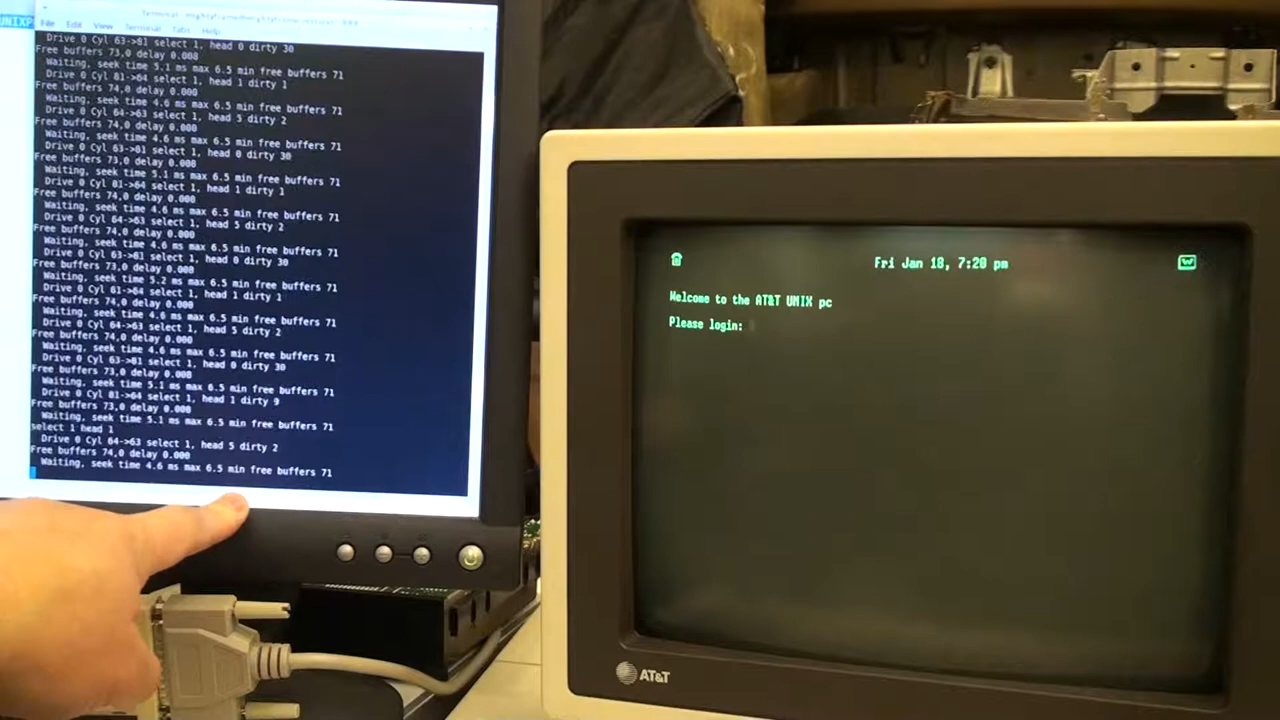 UNIXP
File Edit View Terminal Tabs Help
Drive 0 Cyl 63->81 select 1, head 0 dirty 30
Free buffers 73,0 delay 0.008
Waiting, seek time 5.1 ms max 6.5 min free buffers 71
Drive 0 Cyl 81->64 select 1, head 1 dirty 1
Free buffers 74,0 delay 0.000
Waiting, seek time 4.6 ms max 6.5 min free buffers 71
Drive 0 Cyl 64->63 select 1, head 5 dirty 2
Free buffers 74,0 delay 0.000
Waiting, seek time 4.6 ms max 6.5 min free buffers 71
Drive 0 Cyl 63->81 select 1, head 0 dirty 30
Free buffers 73,0 delay 0.000
Waiting, seek time 5.1 ms max 6.5 min free buffers 71
Drive 0 Cyl 81->64 select 1, head 1 dirty 1
Free buffers 74,0 delay 0.000
Waiting, seek time 4.6 ms max 6.5 min free buffers 71
Drive 0 Cyl 64->63 select 1, head 5 dirty 2
Free buffers 74,0 delay 0.000
Waiting, seek time 4.6 ms max 6.5 min free buffers 71
Drive 0 Cyl 63->81 select 1, head 0 dirty 30
Free buffers 73,0 delay 0.000
Waiting, seek time 5.2 ms max 6.5 min free buffers 71
Drive 0 Cyl 81->64 select 1, head 1 dirty 1
Free buffers 74,0 delay 0.000
Waiting, seek time 4.6 ms max 6.5 min free buffers 71
Drive 0 Cyl 64->63 select 1, head 5 dirty 2
Free buffers 74,0 delay 0.000
Waiting, seek time 4.6 ms max 6.5 min free buffers 71
Drive 0 Cyl 63->81 select 1, head 0 dirty 30
Free buffers 73,0 delay 0.000
Waiting, seek time 5.1 ms max 6.5 min free buffers 71
Drive 0 Cyl 81->64 select 1, head 1 dirty 9
Free buffers 74,0 delay 0.000
Waiting, seek time 5.1 ms max 6.5 min free buffers 71
select 1 head 1
Drive 0 Cyl 64->63 select 1, head 5 dirty 2
Free buffers 74,0 delay 0.000
Waiting, seek time 4.6 ms max 6.5 min free buffers 71
Fri Jan 18, 7:20 pm
Welcome to the AT&T UNIX pc
Please login:
AT&T